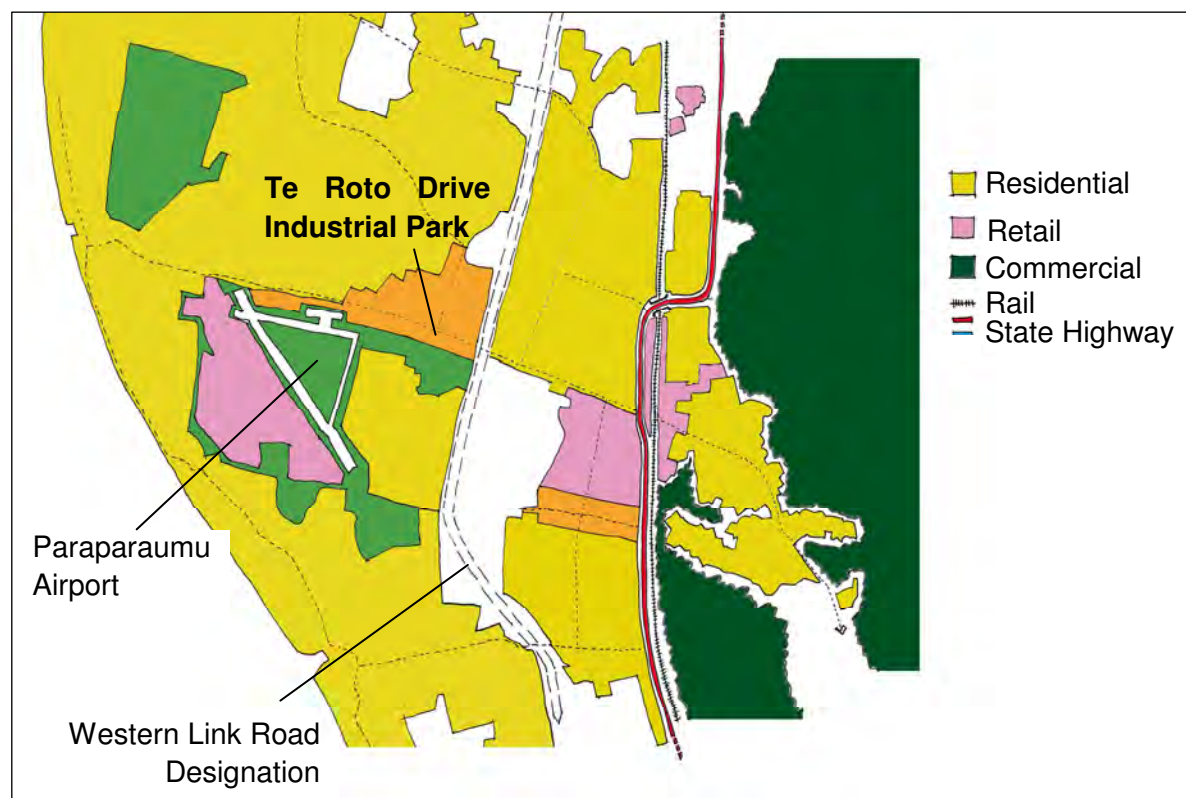 Te Roto Drive
Industrial Park
Residential
Retail
Commercial
Rail
State Highway
Paraparaumu
Airport
Western Link Road
Designation